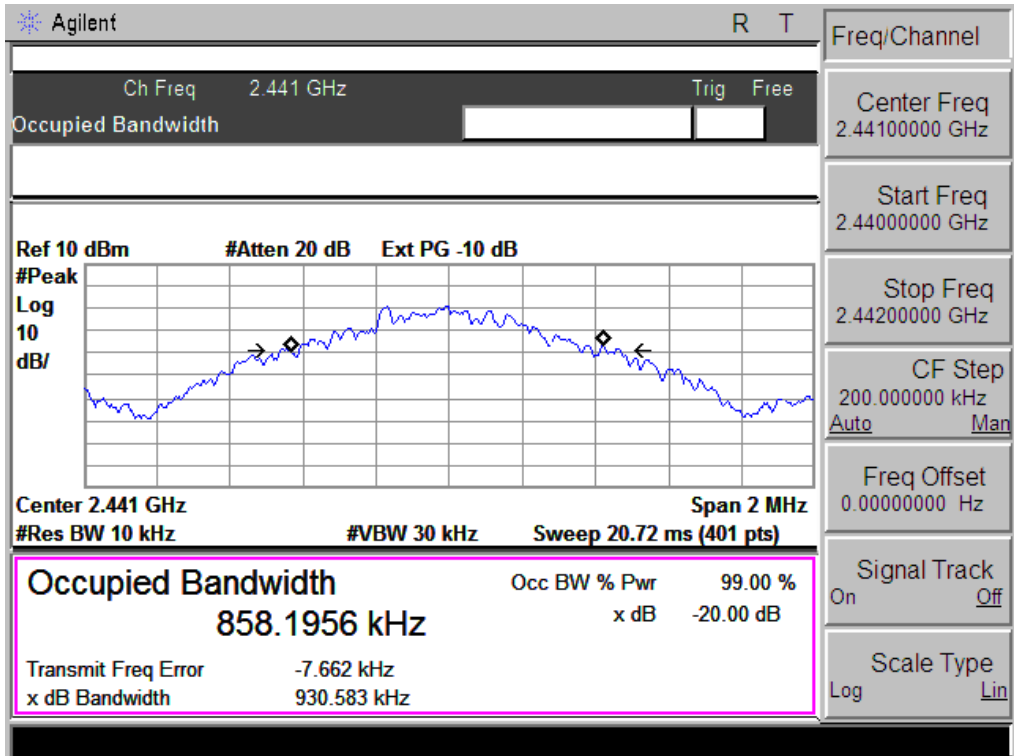 Agilent R T
Ch Freq 2.441 GHz Trig Free
Occupied Bandwidth
Ref 10 dBm #Atten 20 dB Ext PG -10 dB
#Peak
Log
10
dB/
Center 2.441 GHz Span 2 MHz
#Res BW 10 kHz #VBW 30 kHz Sweep 20.72 ms (401 pts)
Occupied Bandwidth Occ BW % Pwr 99.00 %
858.1956 kHz x dB -20.00 dB
Transmit Freq Error -7.662 kHz
x dB Bandwidth 930.583 kHz
Freq/Channel
Center Freq
2.44100000 GHz
Start Freq
2.44000000 GHz
Stop Freq
2.44200000 GHz
CF Step
200.000000 kHz
Auto Man
Freq Offset
0.00000000 Hz
Signal Track
On Off
Scale Type
Log Lin